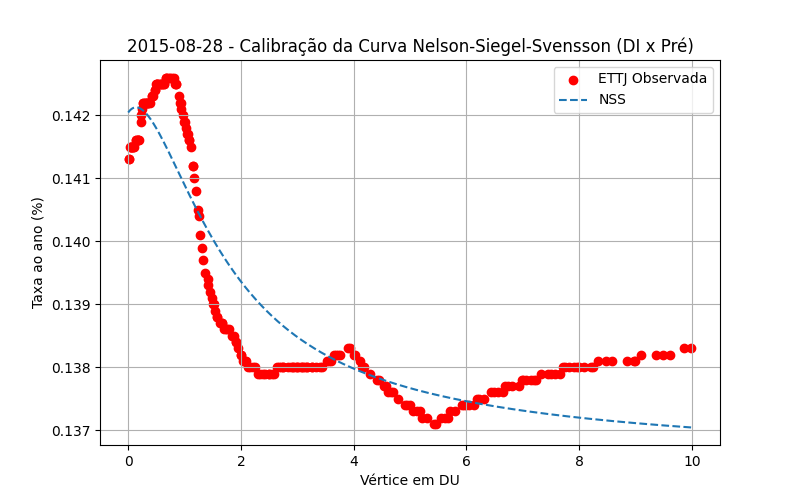 2015-08-28 - Calibração da Curva Nelson-Siegel-Svensson (DI x Pré)
ETTJ Observada
NSS
Taxa ao ano (%)
0.142
0.141
0.140
0.139
0.138
0.137
0 2 4 6 8 10
Vértice em DU